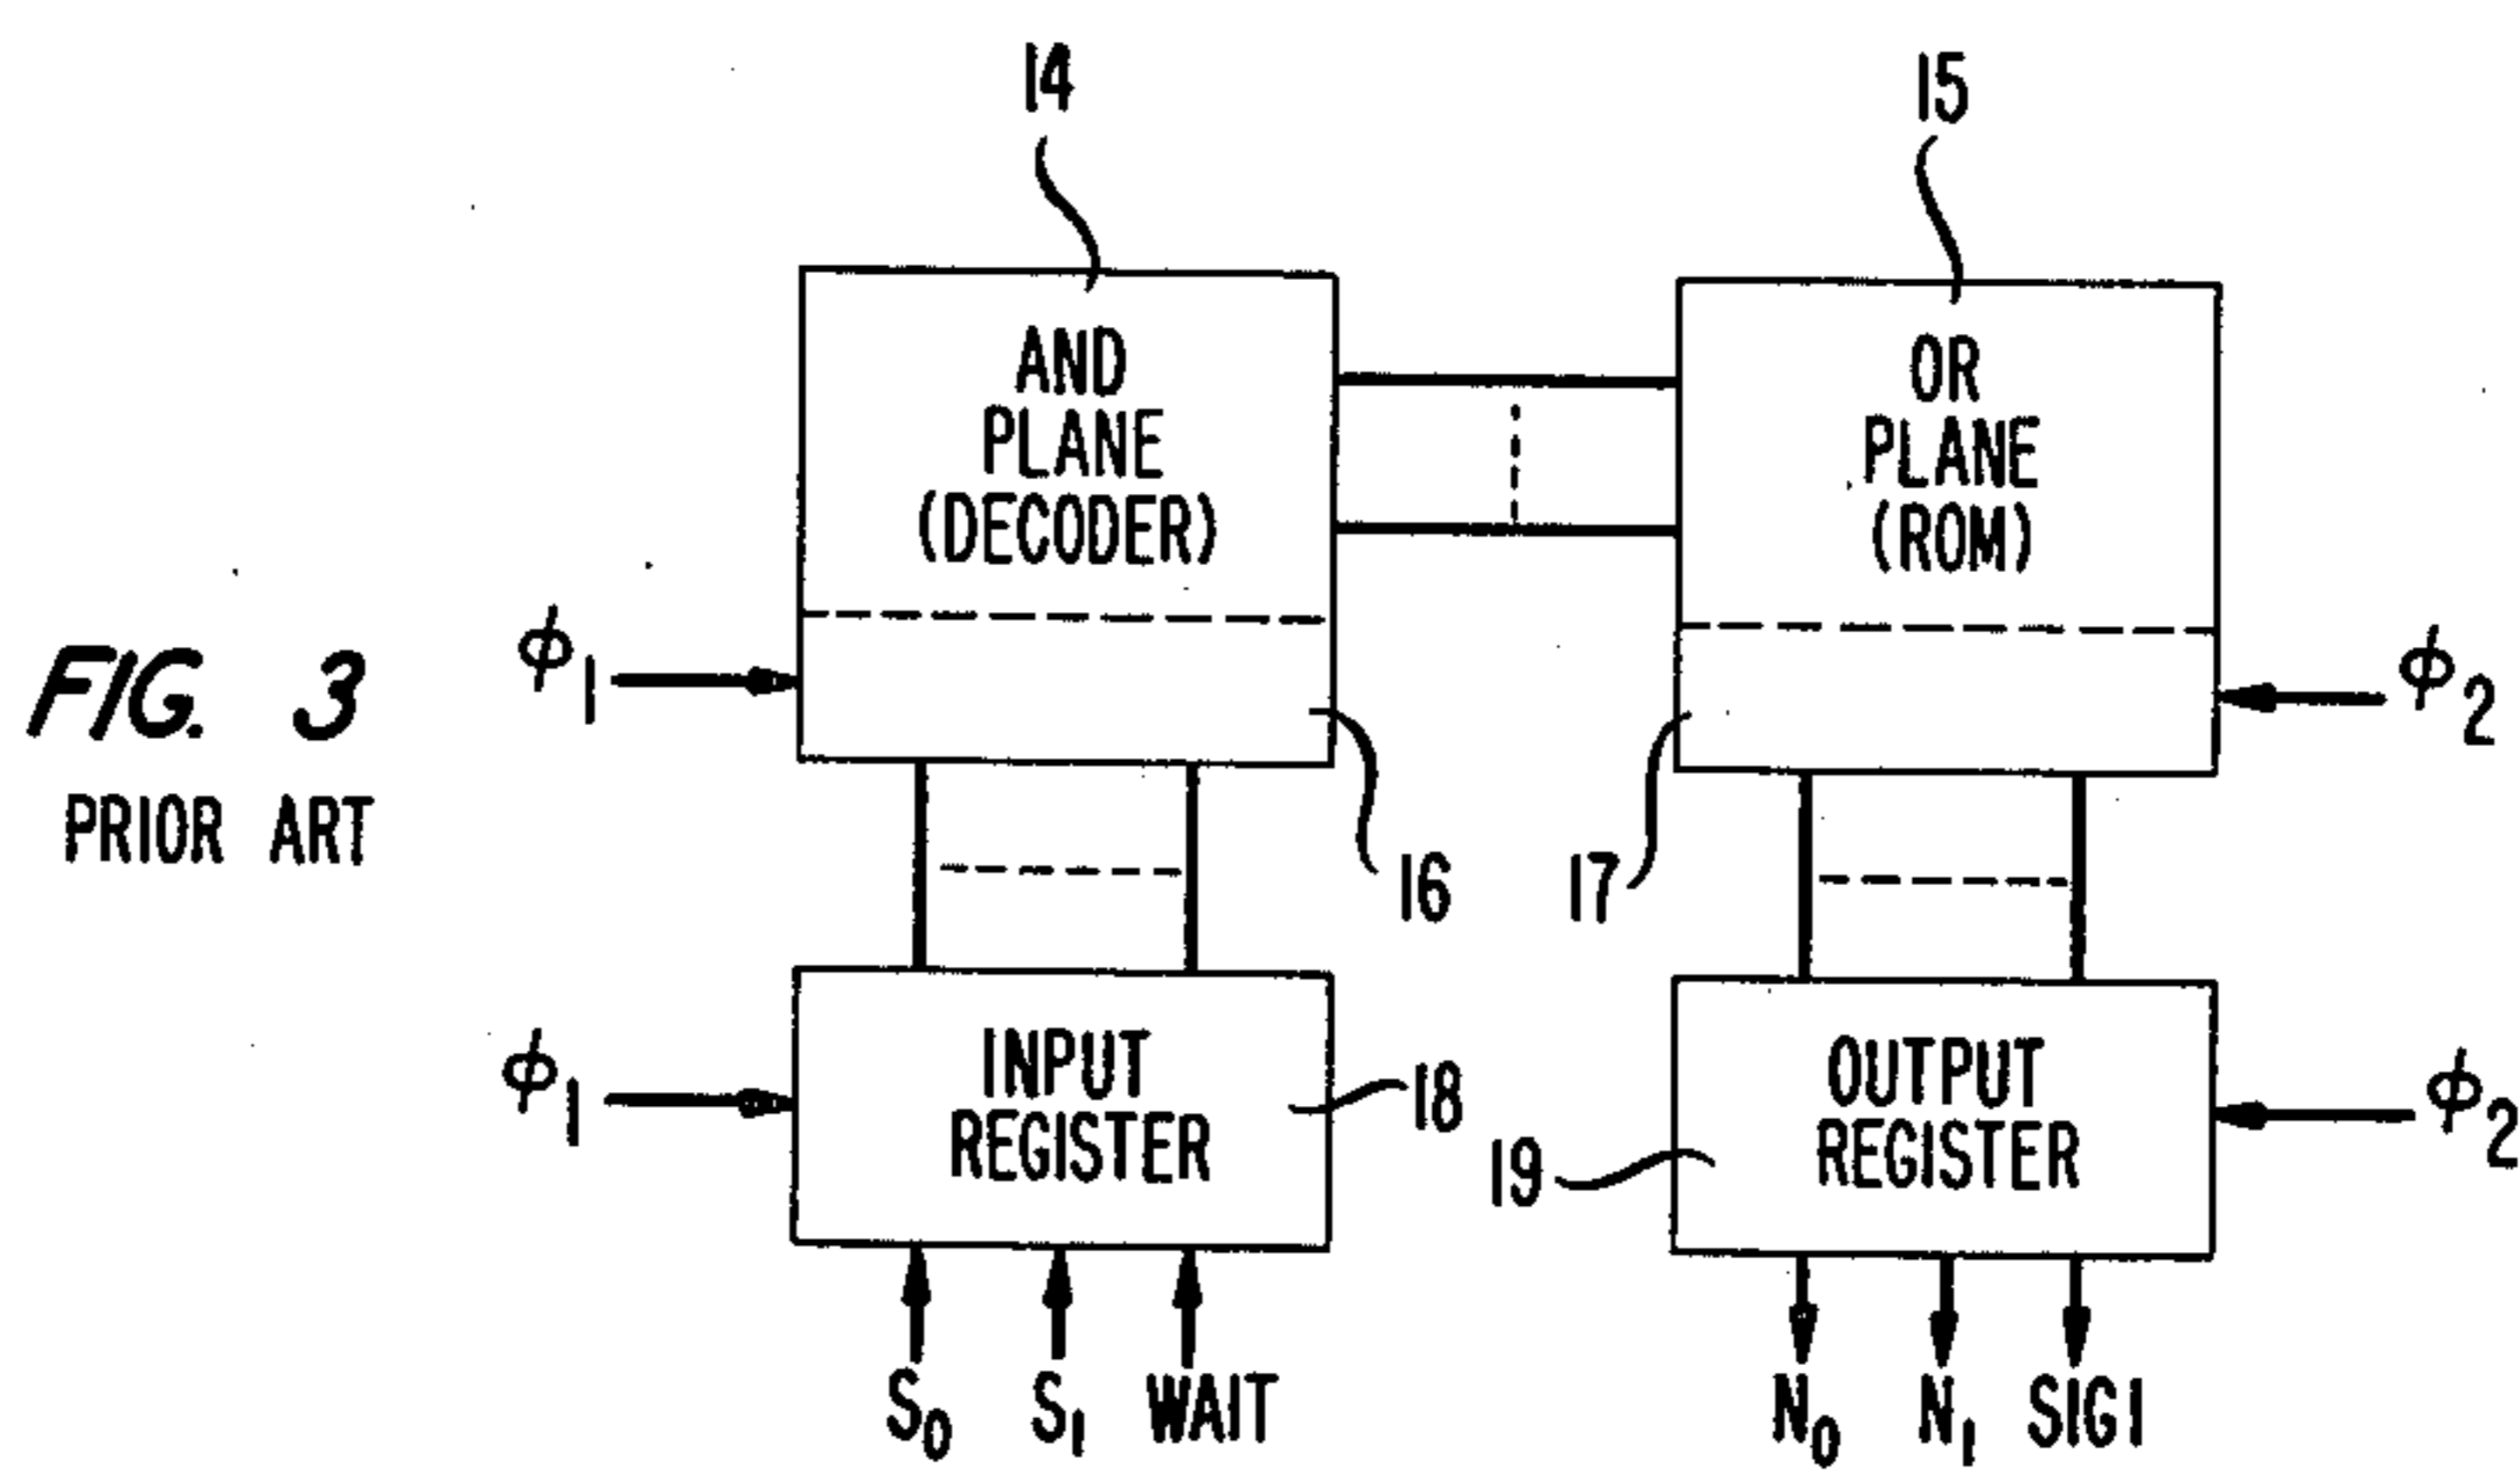 14
15
AND
PLANE
(DECODER)
OR
PLANE
(ROM)
ϕ1
ϕ2
FIG. 3
PRIOR ART
16
17
ϕ1
INPUT
REGISTER
18
19
OUTPUT
REGISTER
ϕ2
S0
S1
WAIT
N0
N1
SIG1